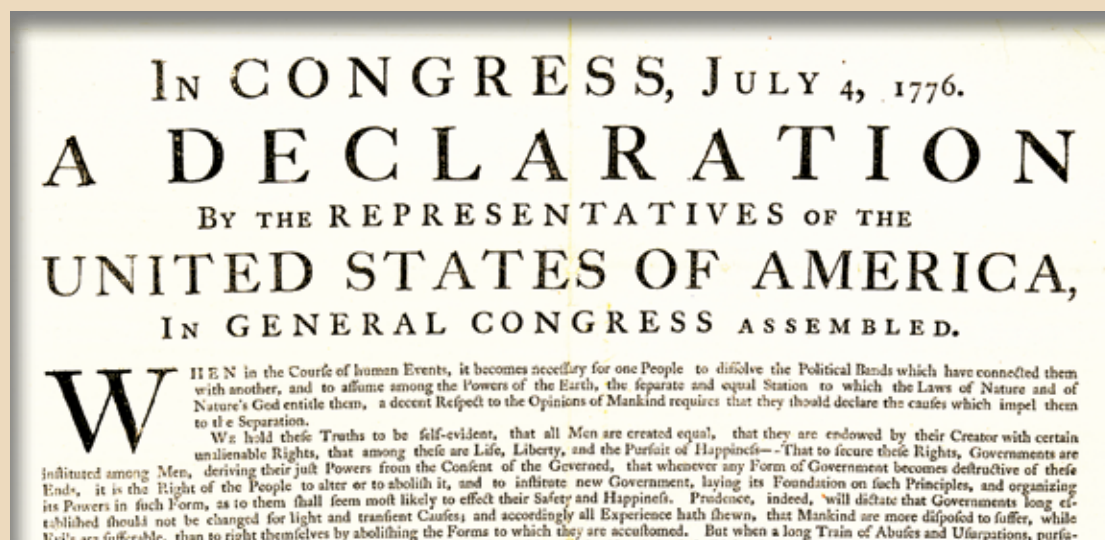 In CONGRESS, July 4, 1776.
A DECLARATION
By the REPRESENTATIVES of the
UNITED STATES OF AMERICA,
In GENERAL CONGRESS assembled.
WHEN in the Courſe of human Events, it becomes neceſſary for one People to diſſolve the Political Bands which have connected them
with another, and to aſſume among the Powers of the Earth, the ſeparate and equal Station to which the Laws of Nature and of
Nature's God entitle them, a decent Reſpect to the Opinions of Mankind requires that they ſhould declare the cauſes which impel them
to the Separation.
We hold theſe Truths to be ſelf-evident, that all Men are created equal, that they are endowed by their Creator with certain
unalienable Rights, that among theſe are Life, Liberty, and the Purſuit of Happineſs—-That to ſecure theſe Rights, Governments are
inſtituted among Men, deriving their juſt Powers from the Conſent of the Governed, that whenever any Form of Government becomes deſtructive of theſe
Ends, it is the Right of the People to alter or to aboliſh it, and to inſtitute new Government, laying its Foundation on ſuch Principles, and organizing
its Powers in ſuch Form, as to them ſhall ſeem moſt likely to effect their Safety and Happineſs. Prudence, indeed, will dictate that Governments long eſ-
tabliſhed ſhould not be changed for light and tranſient Cauſes; and accordingly all Experience hath ſhewn, that Mankind are more diſpoſed to ſuffer, while
Evils are ſufferable, than to right themſelves by aboliſhing the Forms to which they are accuſtomed. But when a long Train of Abuſes and Uſurpations, purſu-